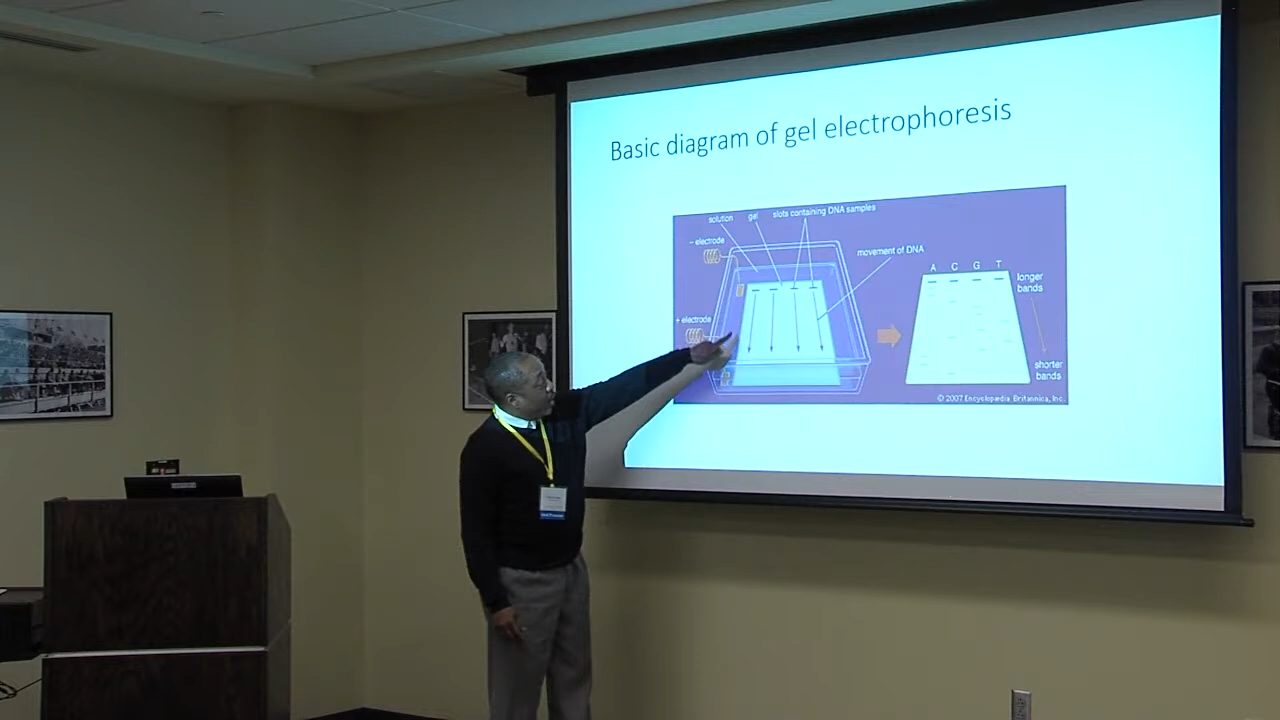 Basic diagram of gel electrophoresis
solution gel slots containing DNA samples
− electrode
movement of DNA
+ electrode
A C G T
longer
bands
shorter
bands
© 2007 Encyclopædia Britannica, Inc.